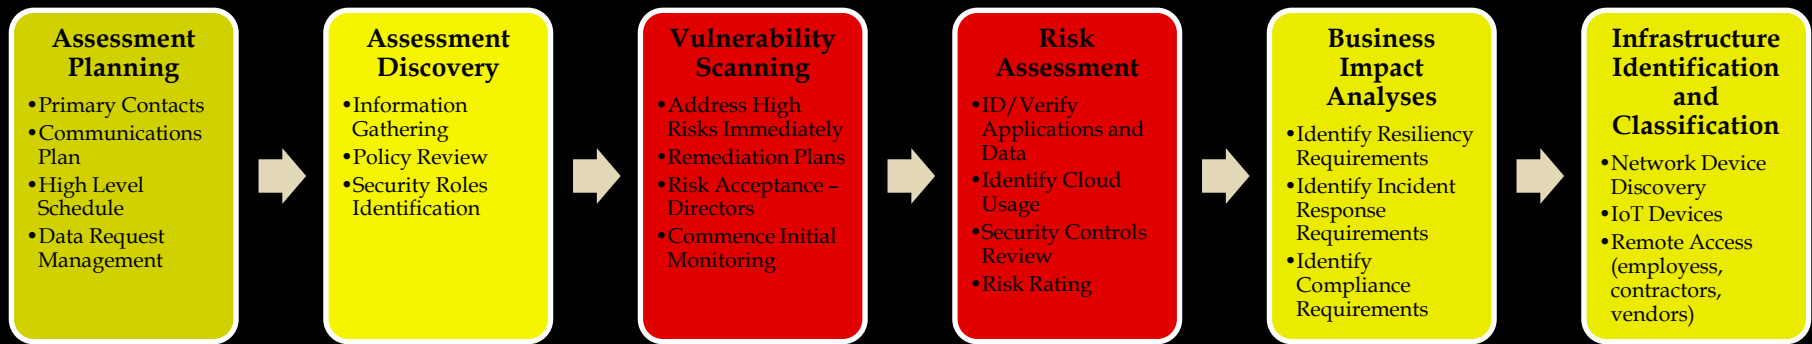 Assessment
Planning
•Primary Contacts
•Communications
Plan
•High Level
Schedule
•Data Request
Management
Assessment
Discovery
•Information
Gathering
•Policy Review
•Security Roles
Identification
Vulnerability
Scanning
•Address High
Risks Immediately
•Remediation Plans
•Risk Acceptance –
Directors
•Commence Initial
Monitoring
Risk
Assessment
•ID/Verify
Applications and
Data
•Identify Cloud
Usage
•Security Controls
Review
•Risk Rating
Business
Impact
Analyses
•Identify Resiliency
Requirements
•Identify Incident
Response
Requirements
•Identify
Compliance
Requirements
Infrastructure
Identification
and
Classification
•Network Device
Discovery
•IoT Devices
•Remote Access
(employess,
contractors,
vendors)